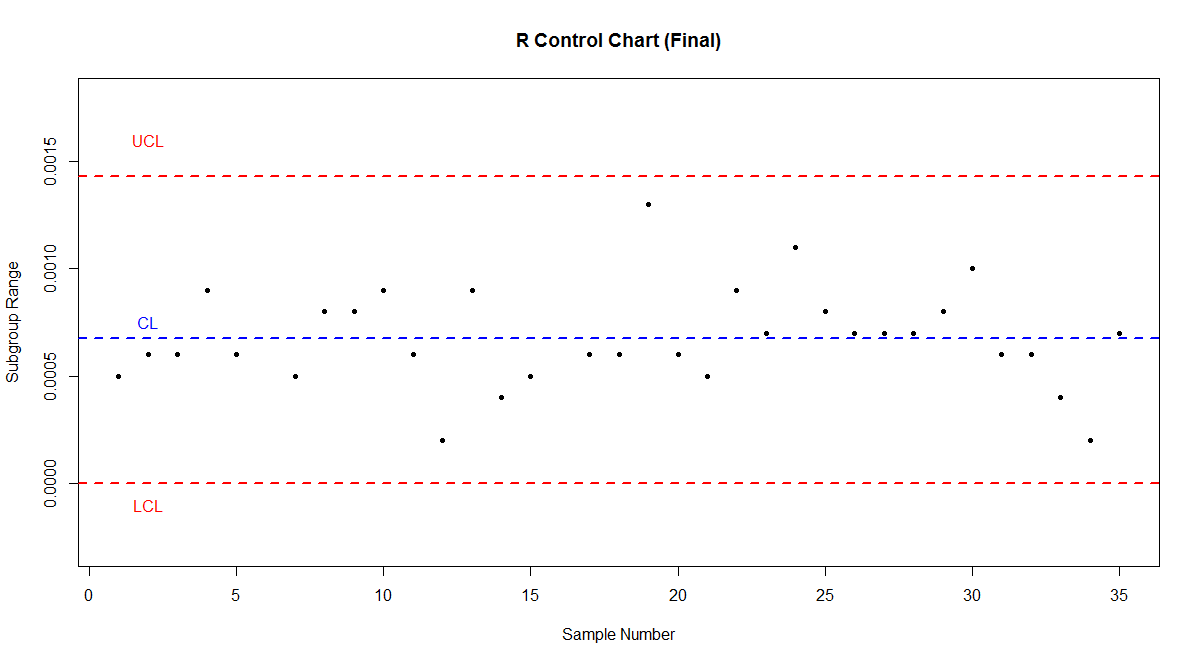 R Control Chart (Final)
UCL
CL
LCL
0.0015
0.0010
0.0005
0.0000
Subgroup Range
0 5 10 15 20 25 30 35
Sample Number